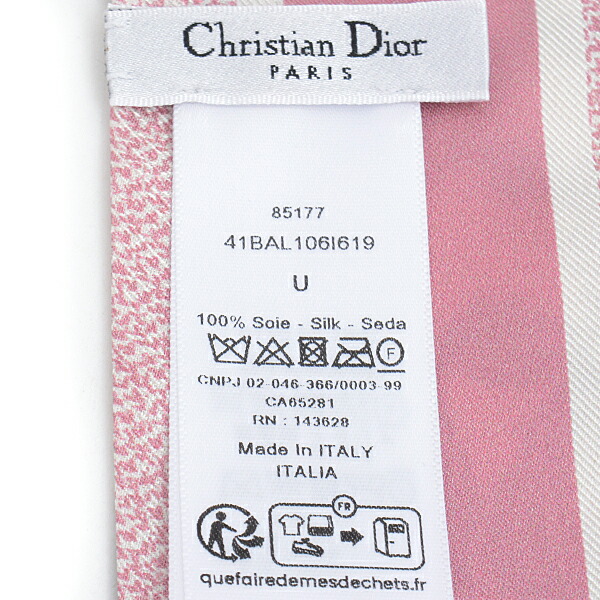 Christian Dior
PARIS
85177
41BAL106I619
U
100% Soie - Silk - Seda
F
CNPJ 02-046-366/0003-99
CA65281
RN : 143628
Made In ITALY
ITALIA
FR
quefairedemesdechets.fr